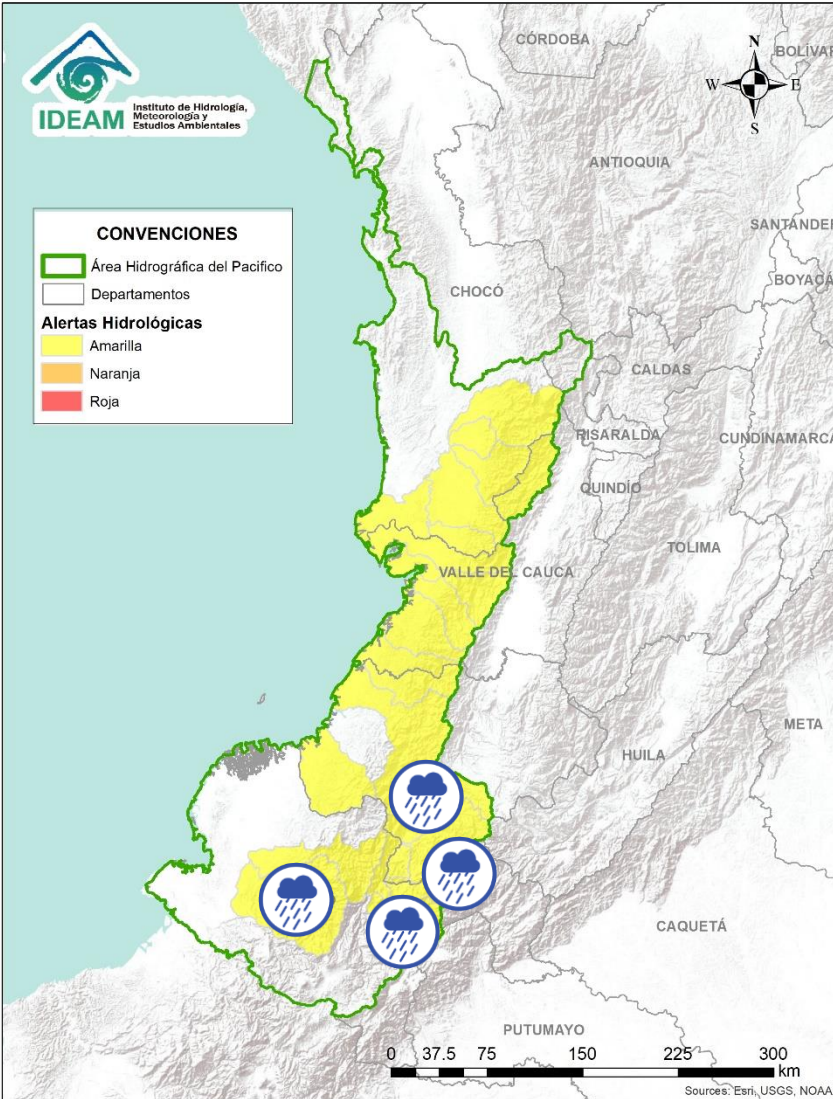 IDEAM
Instituto de Hidrología,
Meteorología y
Estudios Ambientales
N
W
E
S
CÓRDOBA
BOLÍVAR
ANTIOQUIA
SANTANDER
BOYACÁ
CONVENCIONES
Área Hidrográfica del Pacifico
Departamentos
Alertas Hidrológicas
Amarilla
Naranja
Roja
CHOCÓ
CALDAS
RISARALDA
CUNDINAMARCA
QUINDÍO
TOLIMA
VALLE DEL CAUCA
META
HUILA
CAQUETÁ
PUTUMAYO
0 37.5 75 150 225 300
km
Sources: Esri, USGS, NOAA